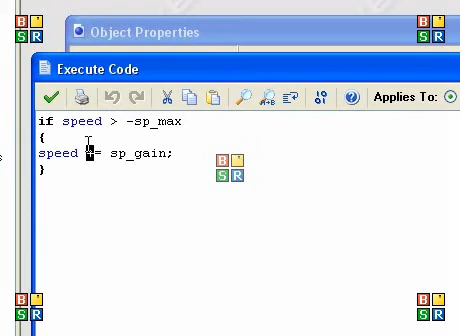 B
S R
B
S R
Object Properties
Execute Code
Applies To:
if speed > -sp_max
{
speed += sp_gain;
}
B
S R
B
S R
B
S R